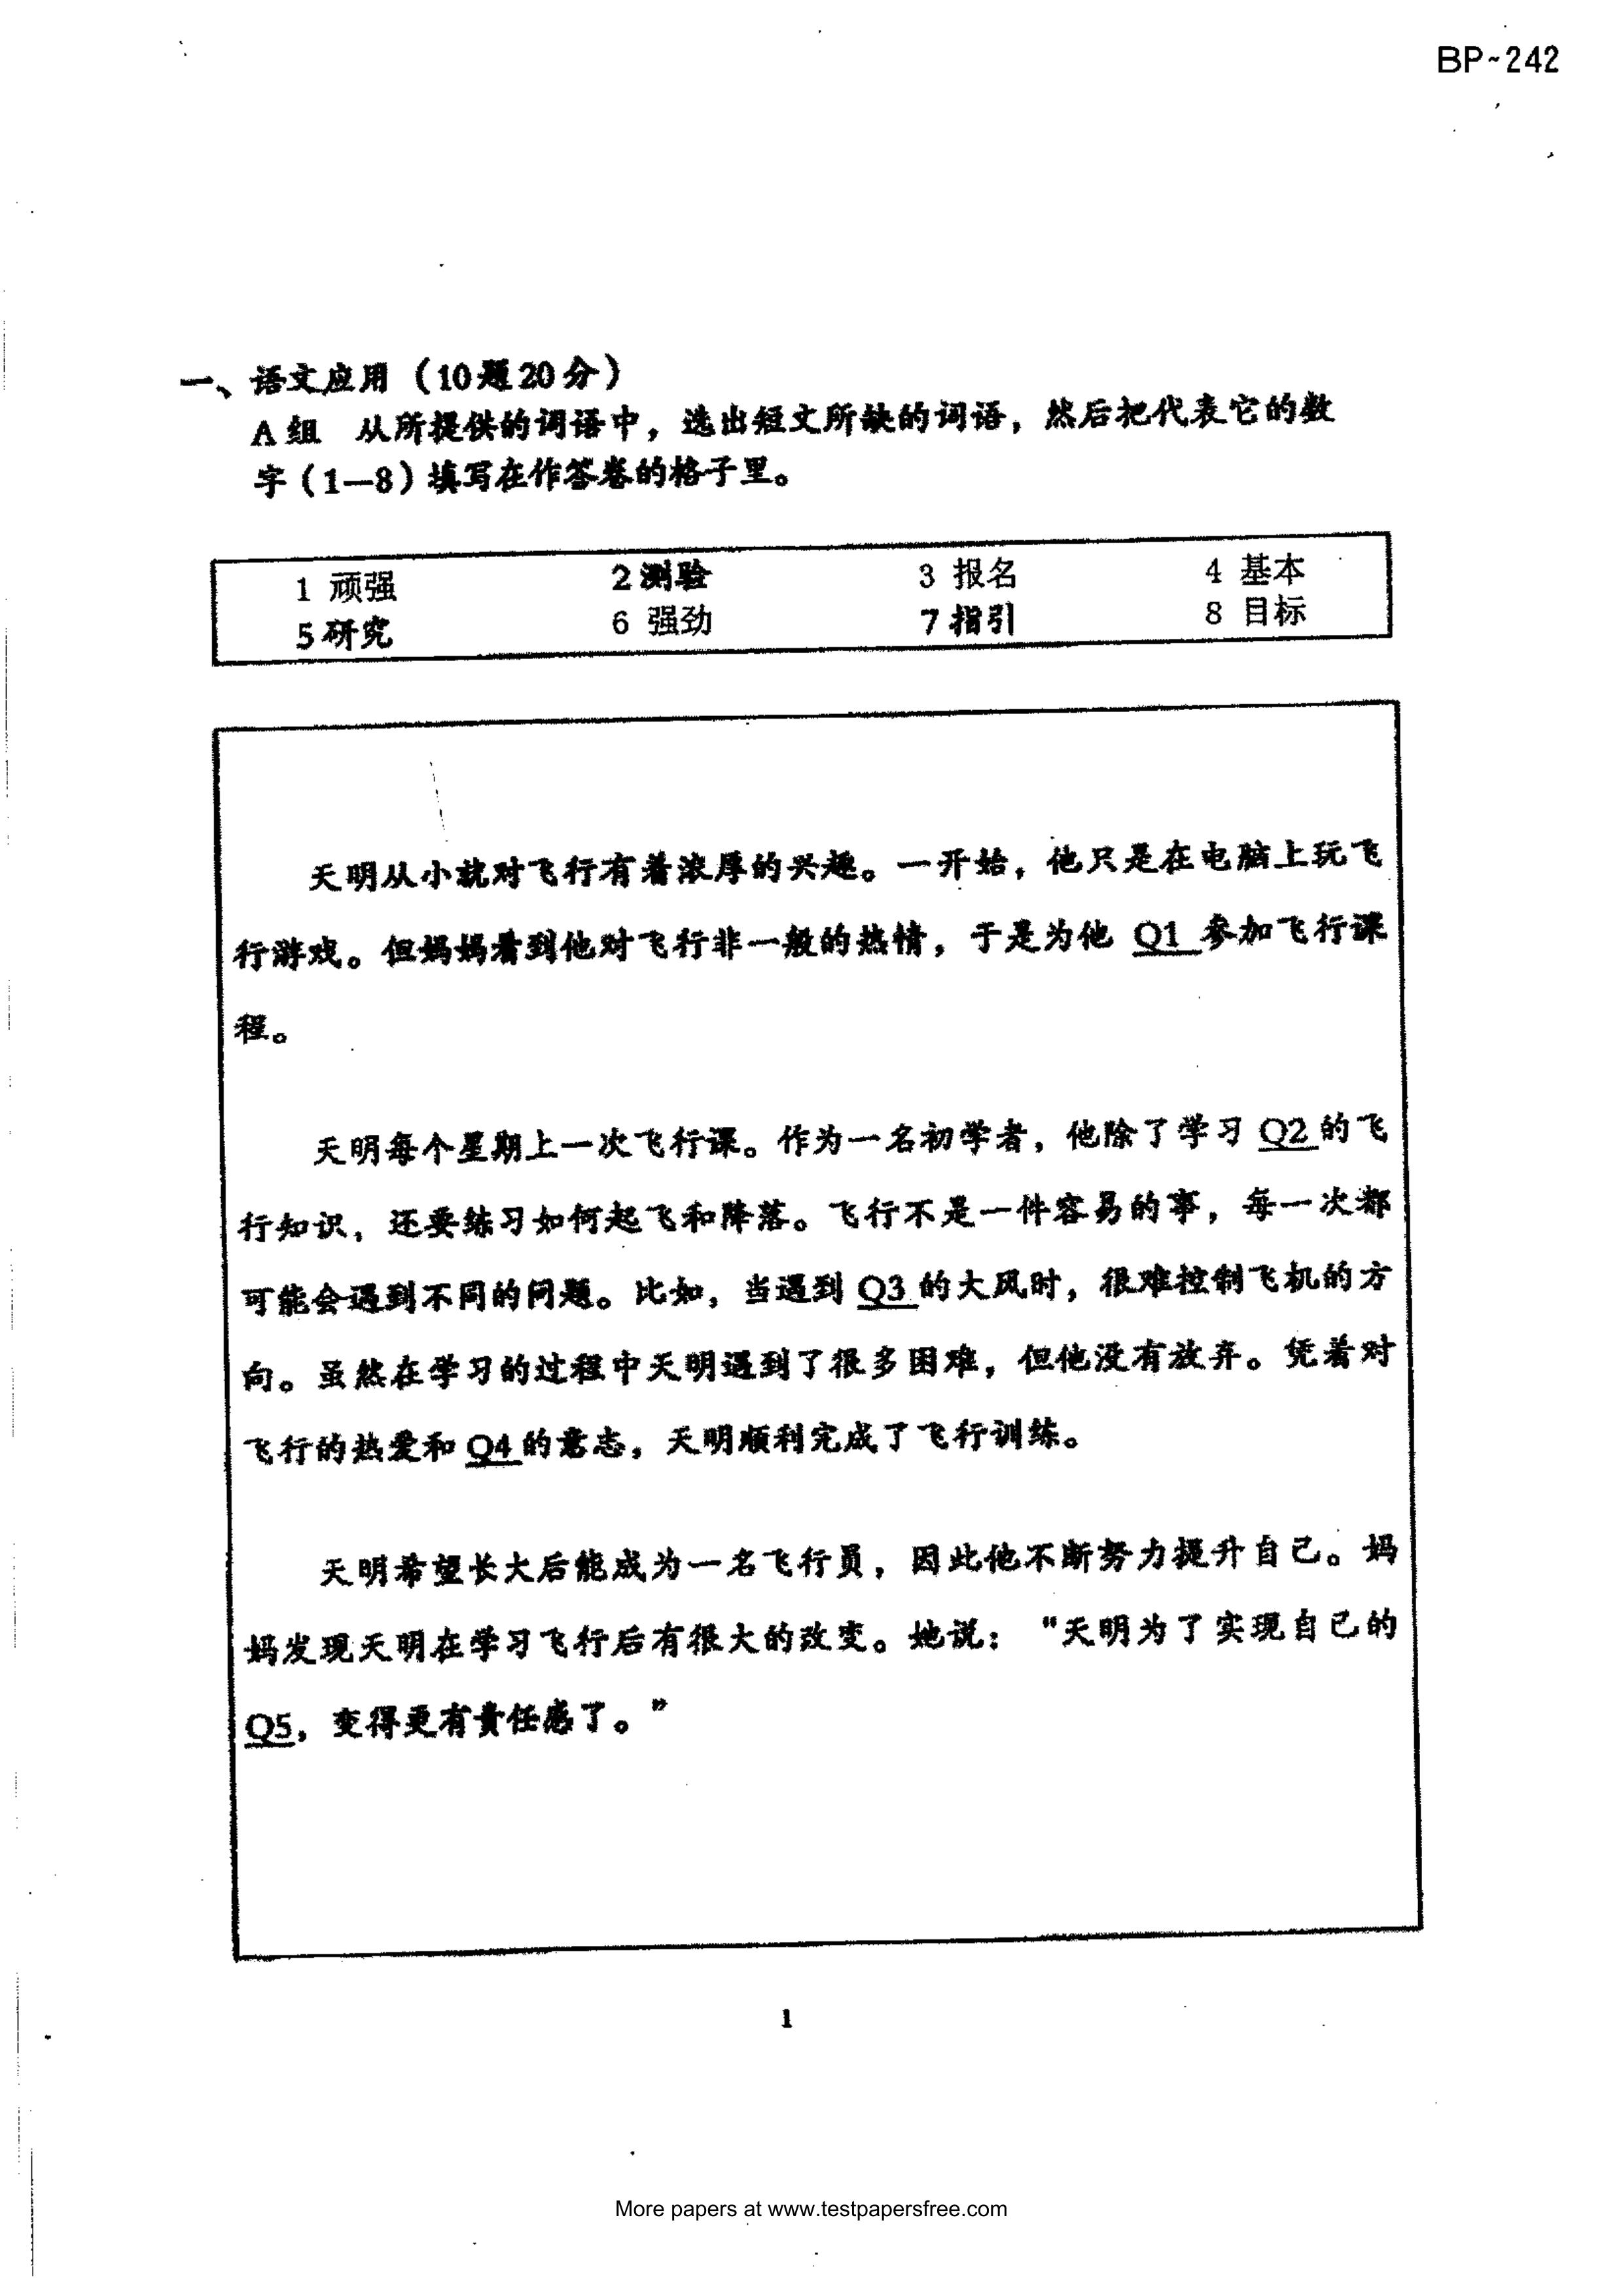 BP~242
一、语文应用（10题20分）
A组 从所提供的词语中，选出短文所缺的词语，然后把代表它的数
字（1—8）填写在作答卷的格子里。
1 顽强 2 测验 3 报名 4 基本
5 研究 6 强劲 7 指引 8 目标
天明从小就对飞行有着浓厚的兴趣。一开始，他只是在电脑上玩飞
行游戏。但妈妈看到他对飞行非一般的热情，于是为他 Q1 参加飞行课
程。
天明每个星期上一次飞行课。作为一名初学者，他除了学习 Q2 的飞
行知识，还要练习如何起飞和降落。飞行不是一件容易的事，每一次都
可能会遇到不同的问题。比如，当遇到 Q3 的大风时，很难控制飞机的方
向。虽然在学习的过程中天明遇到了很多困难，但他没有放弃。凭着对
飞行的热爱和 Q4 的意志，天明顺利完成了飞行训练。
天明希望长大后能成为一名飞行员，因此他不断努力提升自己。妈
妈发现天明在学习飞行后有很大的改变。她说：“天明为了实现自己的
Q5，变得更有责任感了。”
1
More papers at www.testpapersfree.com